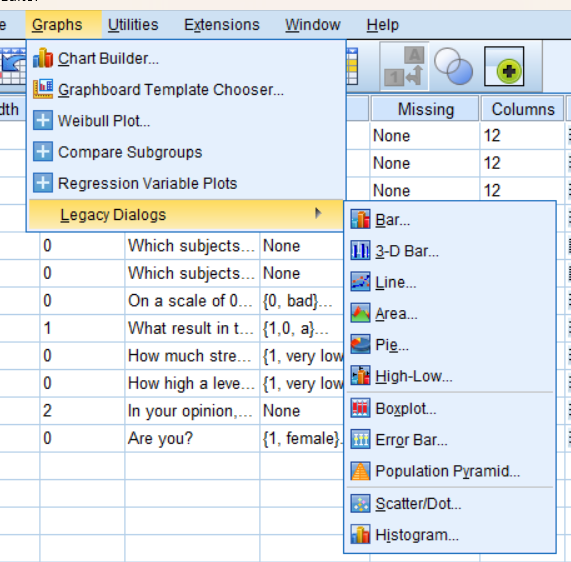 e Graphs Utilities Extensions Window Help
Chart Builder...
Graphboard Template Chooser...
Weibull Plot...
Compare Subgroups
Regression Variable Plots
Legacy Dialogs
dth Missing Columns
None 12
None 12
None 12
0 Which subjects... None
0 Which subjects... None
0 On a scale of 0... {0, bad}...
1 What result in t... {1,0, a}...
0 How much stre... {1, very low
0 How high a leve... {1, very low
2 In your opinion,... None
0 Are you? {1, female}.
Bar...
3-D Bar...
Line...
Area...
Pie...
High-Low...
Boxplot...
Error Bar...
Population Pyramid...
Scatter/Dot...
Histogram...